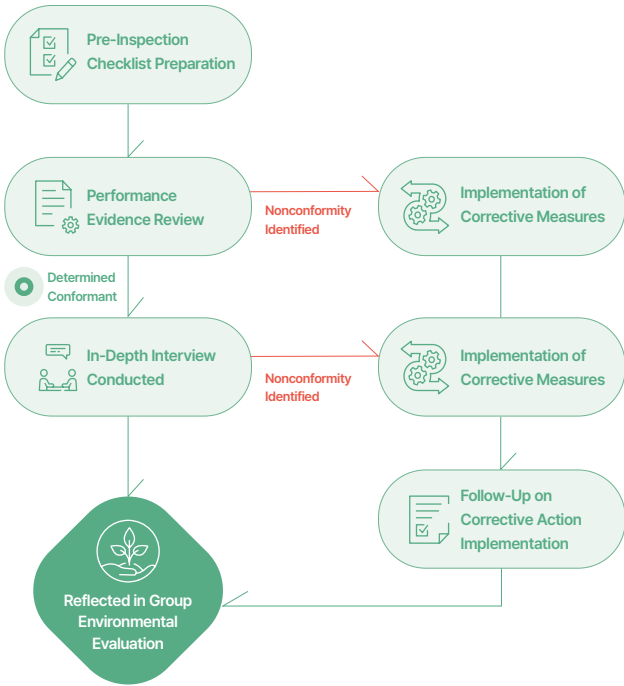 Pre-Inspection
Checklist Preparation
Performance
Evidence Review
Nonconformity
Identified
Implementation of
Corrective Measures
Determined
Conformant
In-Depth Interview
Conducted
Nonconformity
Identified
Implementation of
Corrective Measures
Follow-Up on
Corrective Action
Implementation
Reflected in Group
Environmental
Evaluation